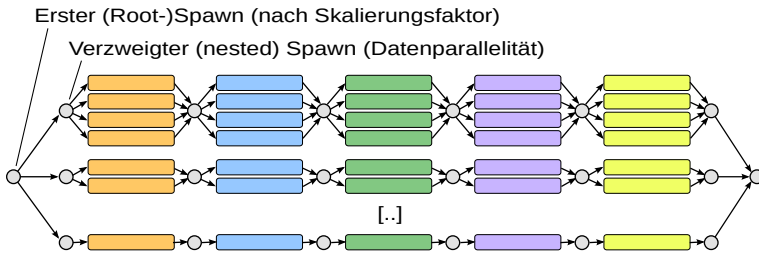 Erster (Root-)Spawn (nach Skalierungsfaktor)
Verzweigter (nested) Spawn (Datenparallelität)
[..]